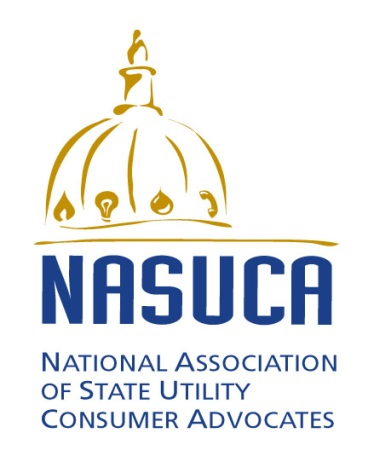 NASUCA
NATIONAL ASSOCIATION
OF STATE UTILITY
CONSUMER ADVOCATES